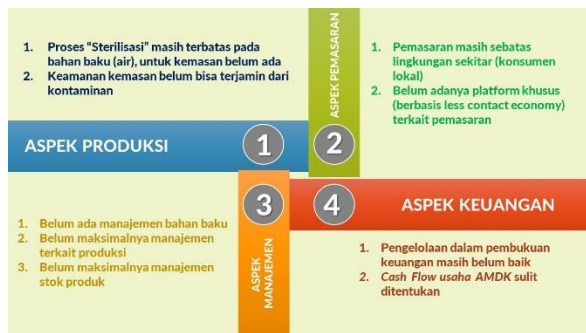 1. Proses “Sterilisasi” masih terbatas pada
bahan baku (air), untuk kemasan belum ada
2. Keamanan kemasan belum bisa terjamin dari
kontaminan
ASPEK PRODUKSI
1
ASPEK PEMASARAN
2
1. Pemasaran masih sebatas
lingkungan sekitar (konsumen
lokal)
2. Belum adanya platform khusus
(berbasis less contact economy)
terkait pemasaran
1. Belum ada manajemen bahan baku
2. Belum maksimalnya manajemen
terkait produksi
3. Belum maksimalnya manajemen
stok produk
3
ASPEK
MANAJEMEN
4
ASPEK KEUANGAN
1. Pengelolaan dalam pembukuan
keuangan masih belum baik
2. Cash Flow usaha AMDK sulit
ditentukan